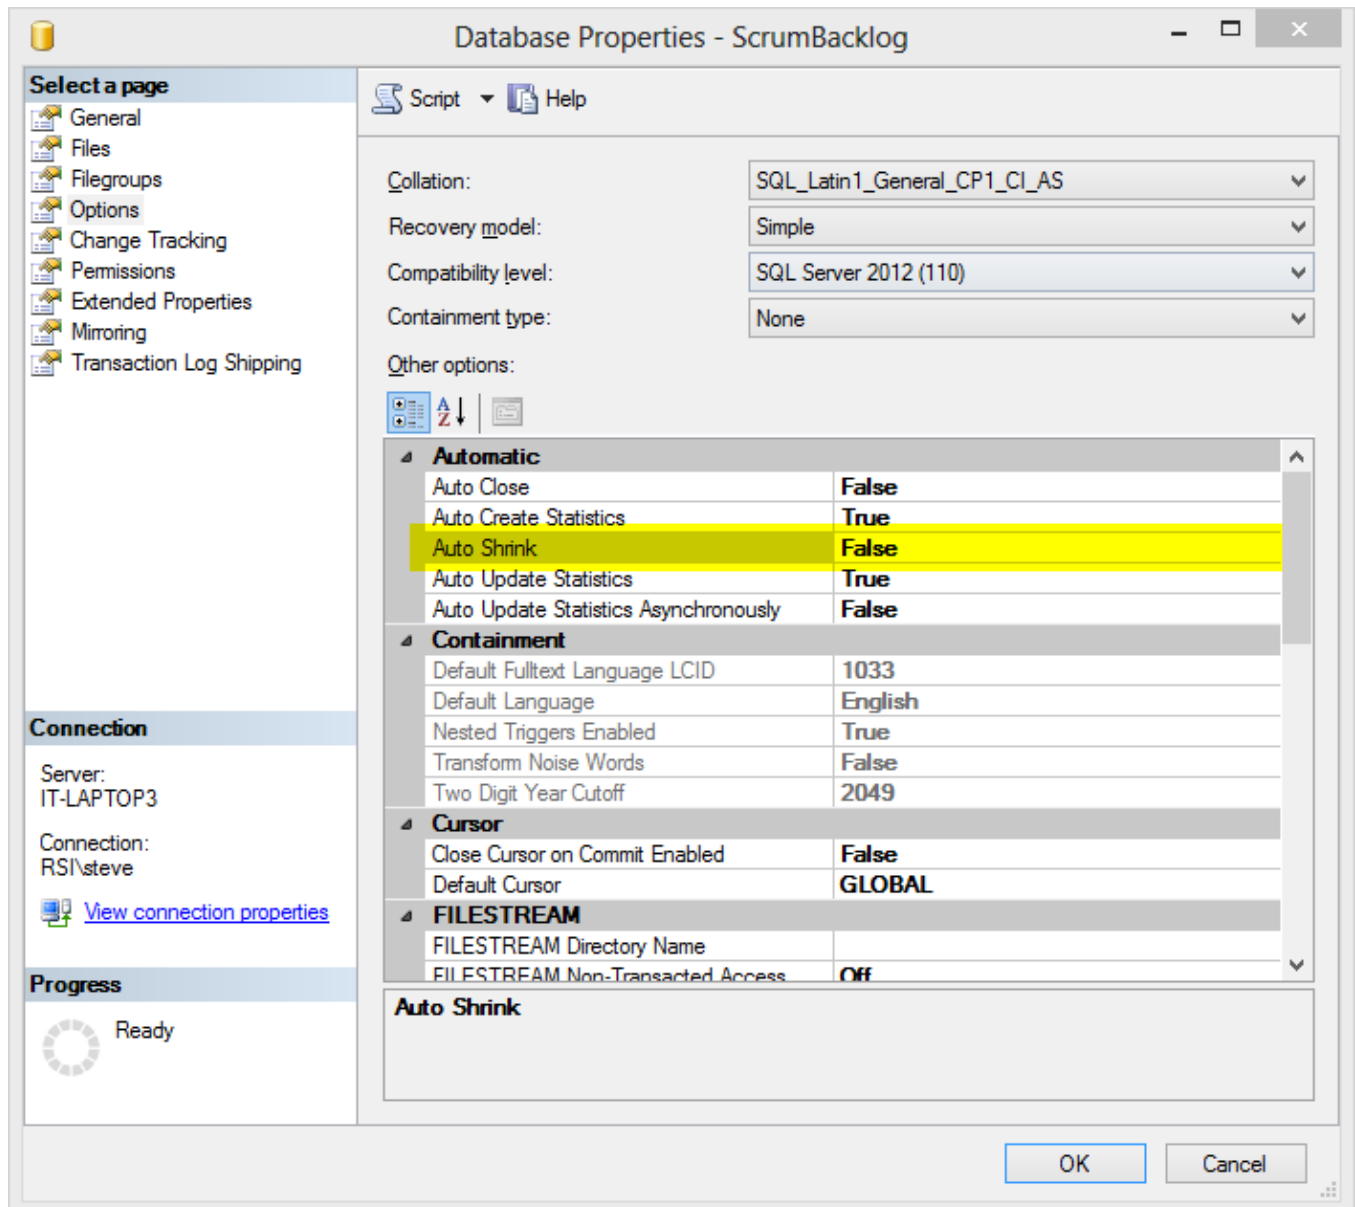 Database Properties - ScrumBacklog
Select a page
General
Files
Filegroups
Options
Change Tracking
Permissions
Extended Properties
Mirroring
Transaction Log Shipping
Connection
Server:
IT-LAPTOP3
Connection:
RSI\steve
View connection properties
Progress
Ready
Script Help
Collation: SQL_Latin1_General_CP1_CI_AS
Recovery model: Simple
Compatibility level: SQL Server 2012 (110)
Containment type: None
Other options:
Automatic
Auto Close False
Auto Create Statistics True
Auto Shrink False
Auto Update Statistics True
Auto Update Statistics Asynchronously False
Containment
Default Fulltext Language LCID 1033
Default Language English
Nested Triggers Enabled True
Transform Noise Words False
Two Digit Year Cutoff 2049
Cursor
Close Cursor on Commit Enabled False
Default Cursor GLOBAL
FILESTREAM
FILESTREAM Directory Name
FILESTREAM Non-Transacted Access Off
Auto Shrink
OK Cancel